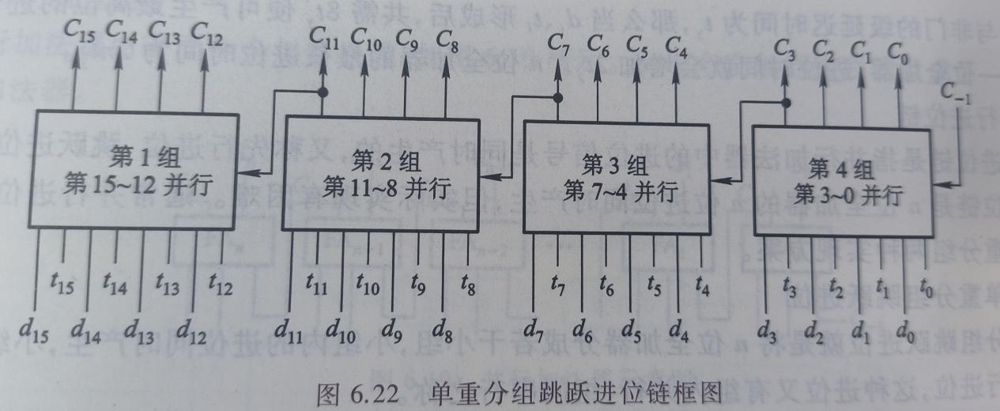 C₁₅ C₁₄ C₁₃ C₁₂ C₁₁ C₁₀ C₉ C₈ C₇ C₆ C₅ C₄ C₃ C₂ C₁ C₀
C₋₁
第1组
第15~12 并行
第2组
第11~8 并行
第3组
第7~4 并行
第4组
第3~0 并行
t₁₅ t₁₄ t₁₃ t₁₂ t₁₁ t₁₀ t₉ t₈ t₇ t₆ t₅ t₄ t₃ t₂ t₁ t₀
d₁₅ d₁₄ d₁₃ d₁₂ d₁₁ d₁₀ d₉ d₈ d₇ d₆ d₅ d₄ d₃ d₂ d₁ d₀
图 6.22 单重分组跳跃进位链框图